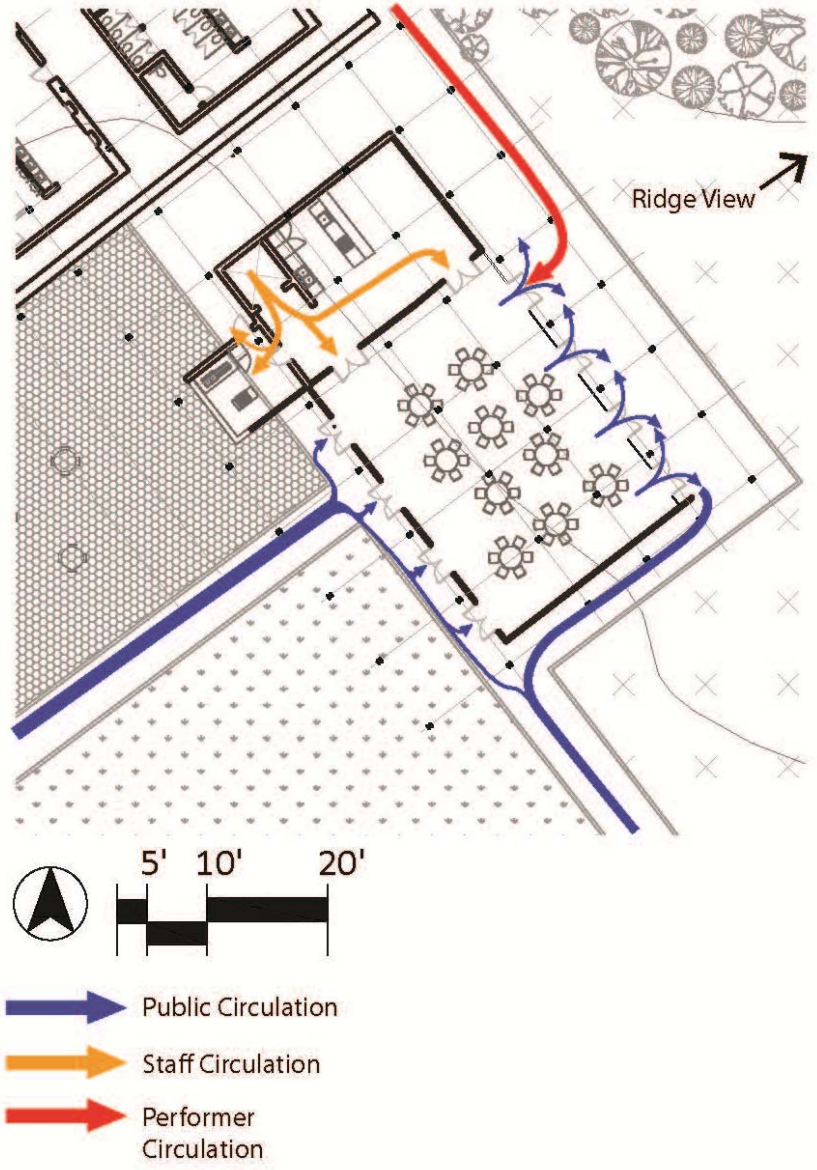 Ridge View
5' 10' 20'
Public Circulation
Staff Circulation
Performer
Circulation